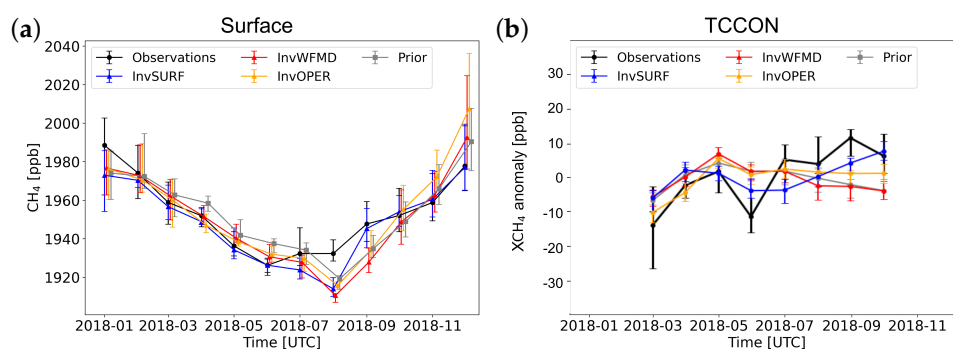 (a) Surface
2040
2020
2000
1980
1960
1940
1920
CH₄ [ppb]
Observations InvWFMD Prior
InvSURF InvOPER
2018-01 2018-03 2018-05 2018-07 2018-09 2018-11
Time [UTC]
(b) TCCON
30
20
10
0
-10
-20
-30
XCH₄ anomaly [ppb]
Observations InvWFMD Prior
InvSURF InvOPER
2018-01 2018-03 2018-05 2018-07 2018-09 2018-11
Time [UTC]